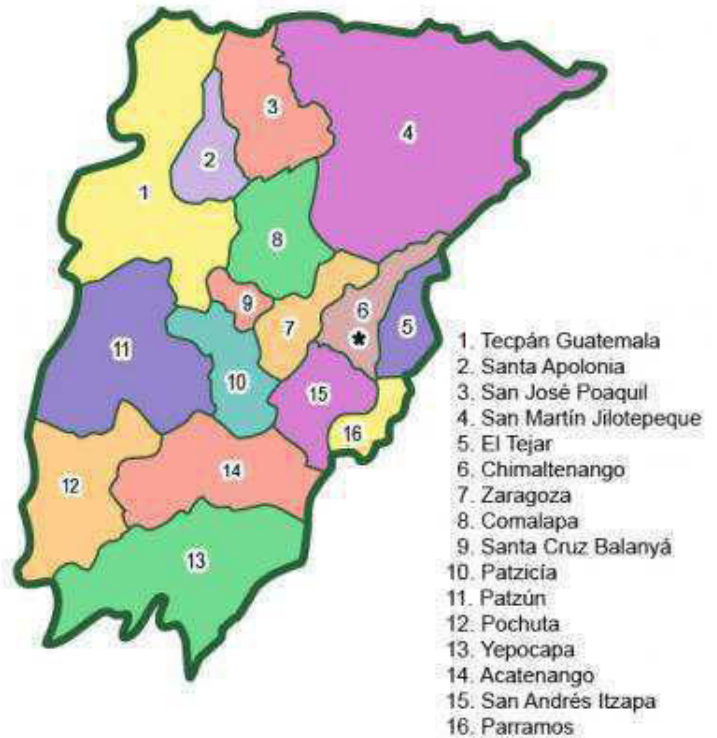 3
4
2
1
8
6
9
7
5
11
10
15
16
14
12
13
1. Tecpán Guatemala
2. Santa Apolonia
3. San José Poaquil
4. San Martín Jilotepeque
5. El Tejar
6. Chimaltenango
7. Zaragoza
8. Comalapa
9. Santa Cruz Balanyá
10. Patzicía
11. Patzún
12. Pochuta
13. Yepocapa
14. Acatenango
15. San Andrés Itzapa
16. Parramos